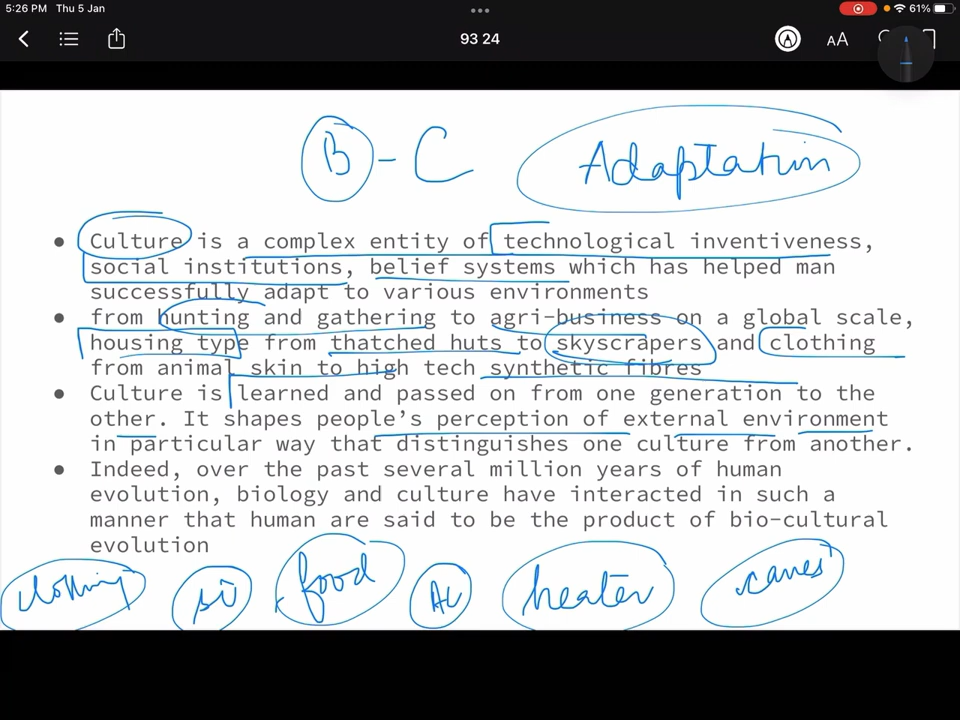 5:26 PM Thu 5 Jan
61%
93 24
AA
B - C
Adaptation
● Culture is a complex entity of technological inventiveness,
social institutions, belief systems which has helped man
successfully adapt to various environments
● from hunting and gathering to agri-business on a global scale,
housing type from thatched huts to skyscrapers and clothing
from animal skin to high tech synthetic fibres
● Culture is learned and passed on from one generation to the
other. It shapes people's perception of external environment
in particular way that distinguishes one culture from another.
● Indeed, over the past several million years of human
evolution, biology and culture have interacted in such a
manner that human are said to be the product of bio-cultural
evolution
clothing
food
AC
heater